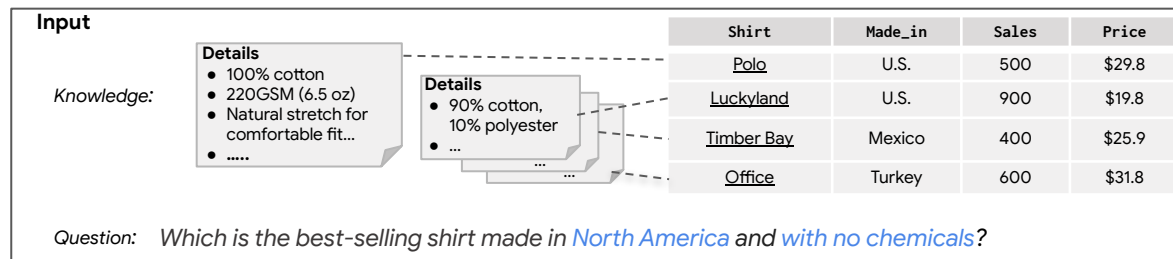 Input
Knowledge:
Details
● 100% cotton
● 220GSM (6.5 oz)
● Natural stretch for
comfortable fit...
● .....
Details
● 90% cotton,
10% polyester
● ...
...
...
Shirt Made_in Sales Price
Polo U.S. 500 $29.8
Luckyland U.S. 900 $19.8
Timber Bay Mexico 400 $25.9
Office Turkey 600 $31.8
Question: Which is the best-selling shirt made in North America and with no chemicals?